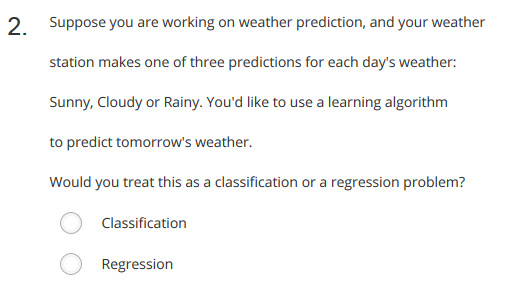 2. Suppose you are working on weather prediction, and your weather
station makes one of three predictions for each day's weather:
Sunny, Cloudy or Rainy. You'd like to use a learning algorithm
to predict tomorrow's weather.
Would you treat this as a classification or a regression problem?
Classification
Regression